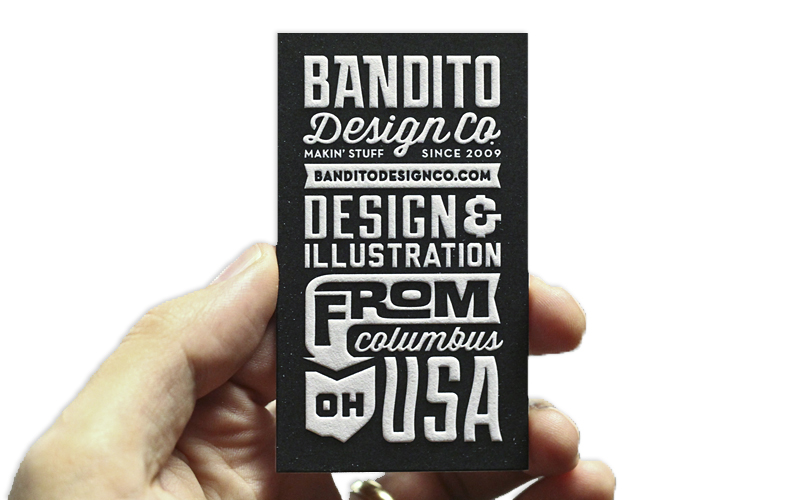 BANDITO
Design Co.
MAKIN' STUFF SINCE 2009
BANDITODESIGNCO.COM
DESIGN &
ILLUSTRATION
FROM
columbus
OH USA